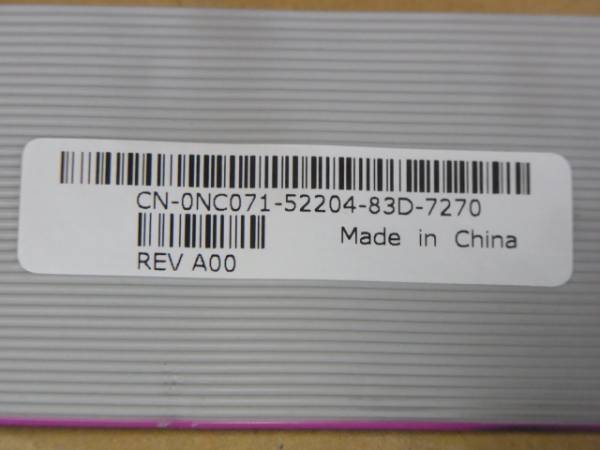 CN-0NC071-52204-83D-7270
Made in China
REV A00